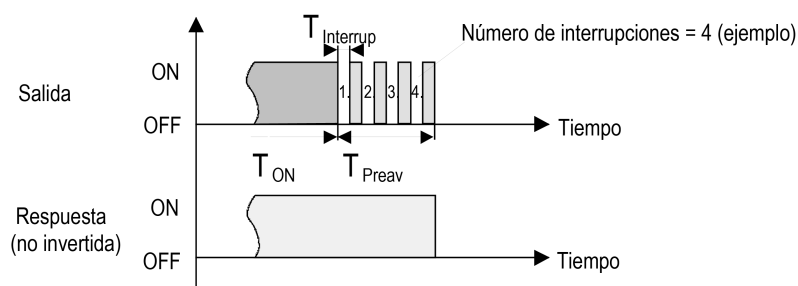 T Interrup
Número de interrupciones = 4 (ejemplo)
ON
Salida
1. 2. 3. 4.
OFF
Tiempo
T ON
T Preav
ON
Respuesta
(no invertida)
OFF
Tiempo